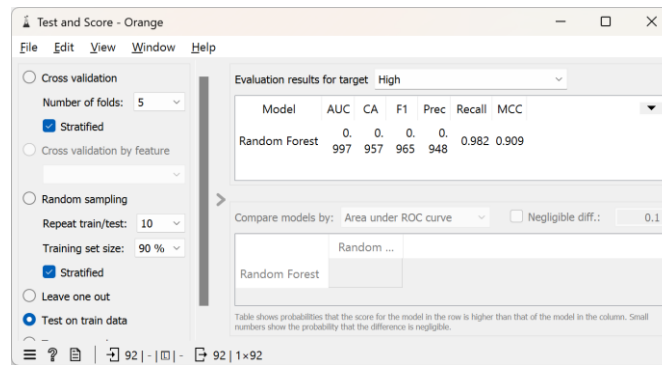 Test and Score - Orange
File Edit View Window Help
Cross validation
Number of folds: 5
Stratified
Cross validation by feature
Random sampling
Repeat train/test: 10
Training set size: 90 %
Stratified
Leave one out
Test on train data
Evaluation results for target High
Model AUC CA F1 Prec Recall MCC
Random Forest 0.997 0.957 0.965 0.948 0.982 0.909
Compare models by: Area under ROC curve Negligible diff.: 0.1
Random ...
Random Forest
Table shows probabilities that the score for the model in the row is higher than that of the model in the column. Small
numbers show the probability that the difference is negligible.
92 | - | - 92 | 1×92